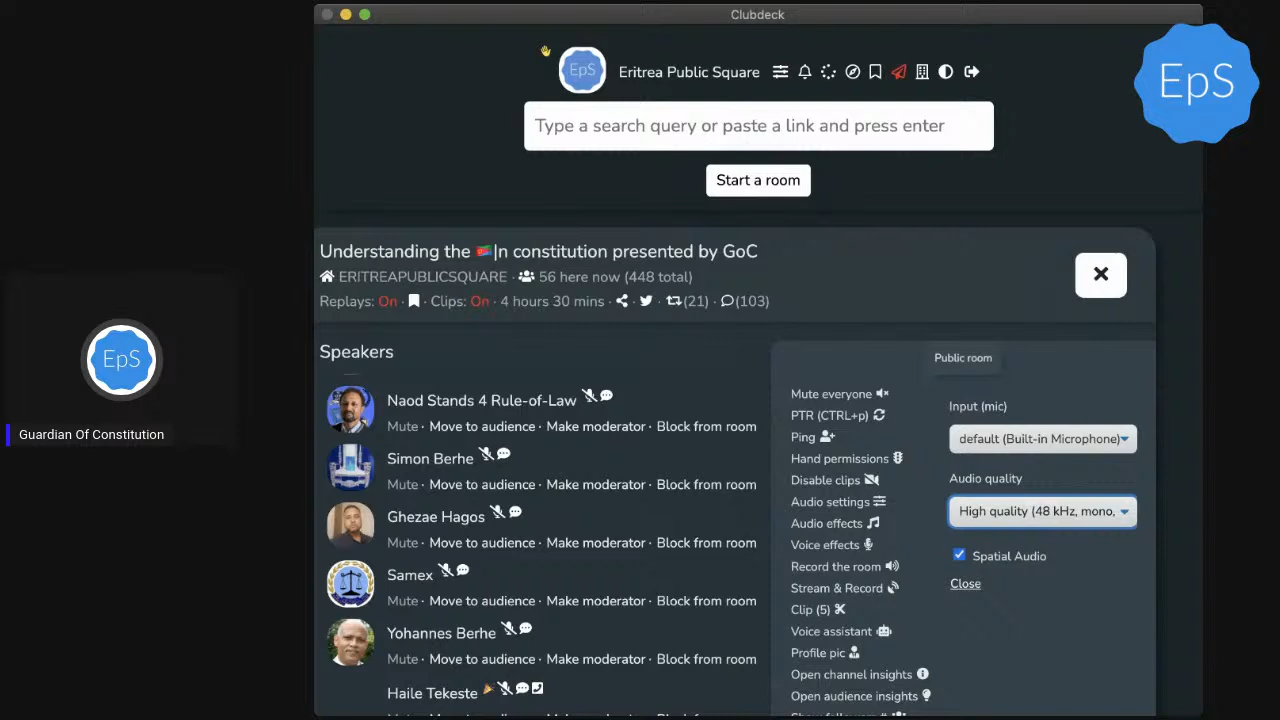 Clubdeck
EpS
EpS
Eritrea Public Square
Type a search query or paste a link and press enter
Start a room
Understanding the 🇪🇷|n constitution presented by GoC
ERITREAPUBLICSQUARE · 56 here now (448 total)
Replays: On · Clips: On · 4 hours 30 mins · (21) · (103)
Speakers
Naod Stands 4 Rule-of-Law
Mute · Move to audience · Make moderator · Block from room
Simon Berhe
Mute · Move to audience · Make moderator · Block from room
Ghezae Hagos
Mute · Move to audience · Make moderator · Block from room
Samex
Mute · Move to audience · Make moderator · Block from room
Yohannes Berhe
Mute · Move to audience · Make moderator · Block from room
Haile Tekeste
Public room
Mute everyone
PTR (CTRL+p)
Ping
Hand permissions
Disable clips
Audio settings
Audio effects
Voice effects
Record the room
Stream & Record
Clip (5)
Voice assistant
Profile pic
Open channel insights
Open audience insights
Input (mic)
default (Built-in Microphone)
Audio quality
High quality (48 kHz, mono,
Spatial Audio
Close
EpS
Guardian Of Constitution